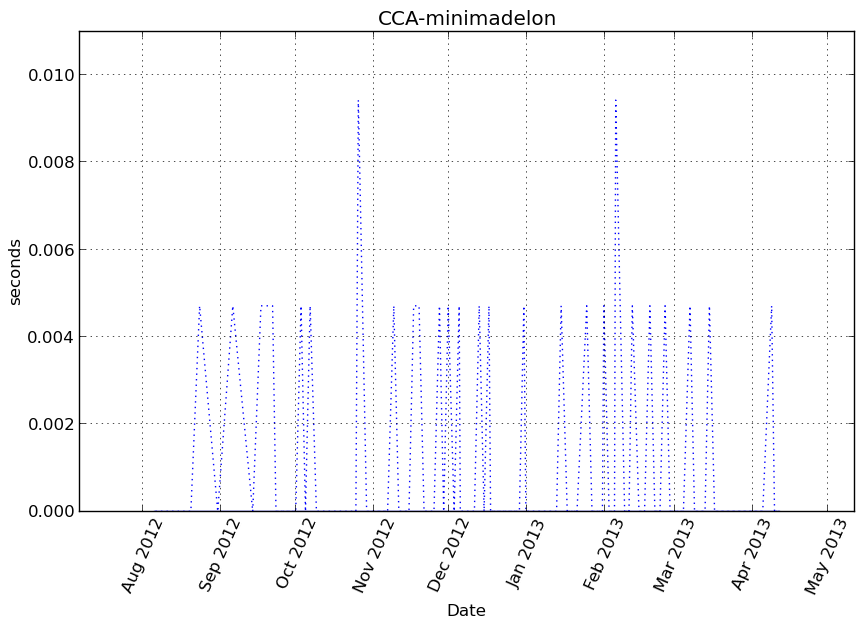 CCA-minimadelon
0.010
0.008
0.006
0.004
0.002
0.000
seconds
Aug 2012
Sep 2012
Oct 2012
Nov 2012
Dec 2012
Jan 2013
Feb 2013
Mar 2013
Apr 2013
May 2013
Date